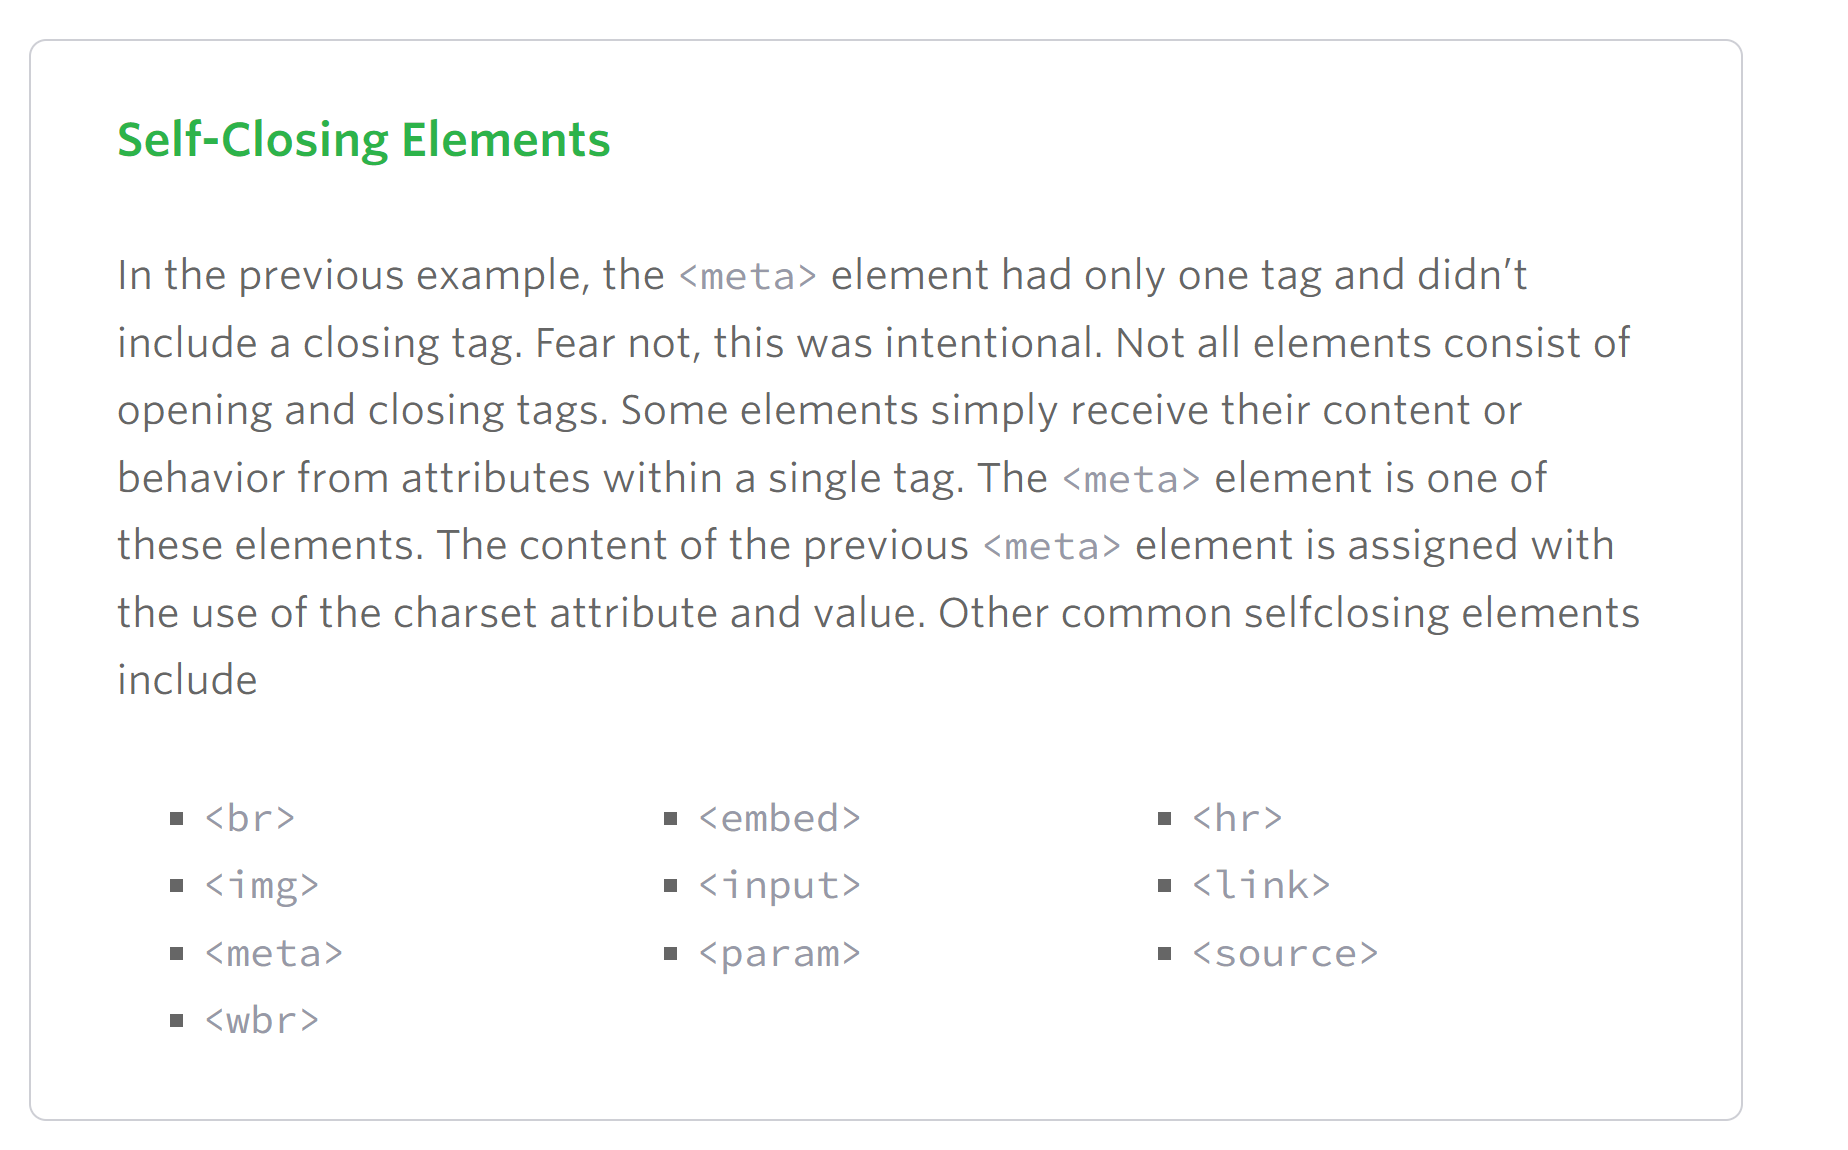 Self-Closing Elements
In the previous example, the <meta> element had only one tag and didn’t
include a closing tag. Fear not, this was intentional. Not all elements consist of
opening and closing tags. Some elements simply receive their content or
behavior from attributes within a single tag. The <meta> element is one of
these elements. The content of the previous <meta> element is assigned with
the use of the charset attribute and value. Other common selfclosing elements
include
<br>
<embed>
<hr>
<img>
<input>
<link>
<meta>
<param>
<source>
<wbr>